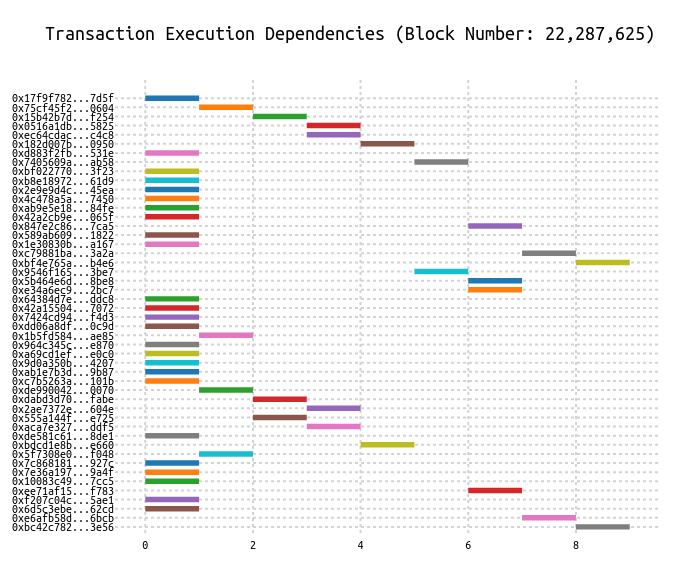 Transaction Execution Dependencies (Block Number: 22,287,625)
0x17f9f782...7d5f
0x75cf45f2...0604
0x15b42b7d...f254
0x0516a1db...5825
0xec64cdac...c4c8
0x182d007b...0950
0xd883f2fb...531e
0x7405609a...ab58
0xbf022770...3f23
0xb8e18972...61d9
0x2e9e9d4c...45ea
0x4c478a5a...7450
0xab9e5e18...84fe
0x42a2cb9e...065f
0x847e2c86...7ca5
0x589ab609...1822
0x1e30830b...a167
0xc79881ba...3a2a
0xbf4e765a...b4e6
0x9546f165...3be7
0x5b464e6d...8be8
0xe34a6ec9...2bc7
0x64384d7e...ddc8
0x42a15504...7072
0x7424cd94...f4d3
0xdd06a8df...0c9d
0x1b5fd584...ae85
0x964c345c...e870
0xa69cd1ef...e0c0
0x9d0a350b...4207
0xab1e7b3d...9b87
0xc7b5263a...101b
0xde990042...0070
0xdabd3d70...fabe
0x2ae7372e...604e
0x555a144f...e725
0xaca7e327...ddf5
0xde581c61...8de1
0xbdcd1e8b...e660
0x5f7308e0...f048
0x7c868181...927c
0x7e36a197...9a4f
0x10083c49...7cc5
0xee71af15...f783
0xf207c04c...5ae1
0x6d5c3ebe...62cd
0xe6afb58d...6bcb
0xbc42c782...3e56
0 2 4 6 8